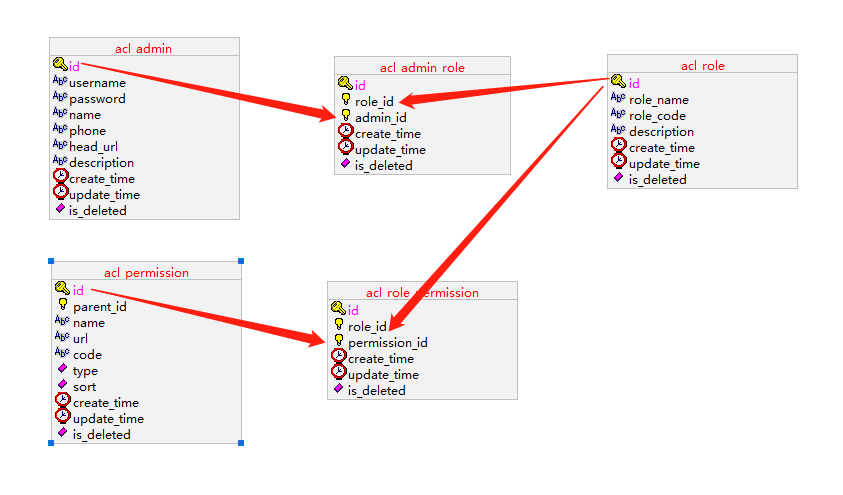 acl admin
id
username
password
name
phone
head_url
description
create_time
update_time
is_deleted
acl admin role
id
role_id
admin_id
create_time
update_time
is_deleted
acl role
id
role_name
role_code
description
create_time
update_time
is_deleted
acl permission
id
parent_id
name
url
code
type
sort
create_time
update_time
is_deleted
acl role permission
id
role_id
permission_id
create_time
update_time
is_deleted